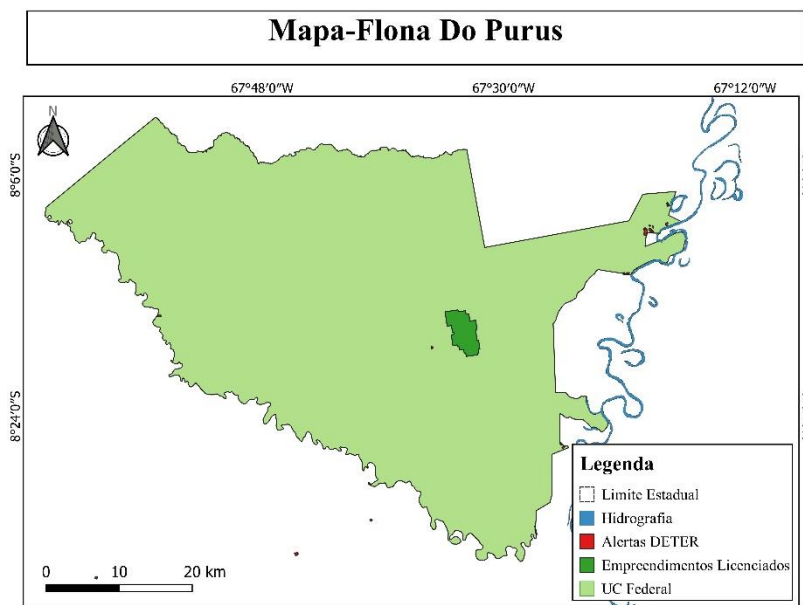 Mapa-Flona Do Purus
67°48'0"W 67°30'0"W 67°12'0"W
N
8°6'0"S
8°24'0"S
Legenda
Limite Estadual
Hidrografia
Alertas DETER
Empreendimentos Licenciados
UC Federal
0 10 20 km